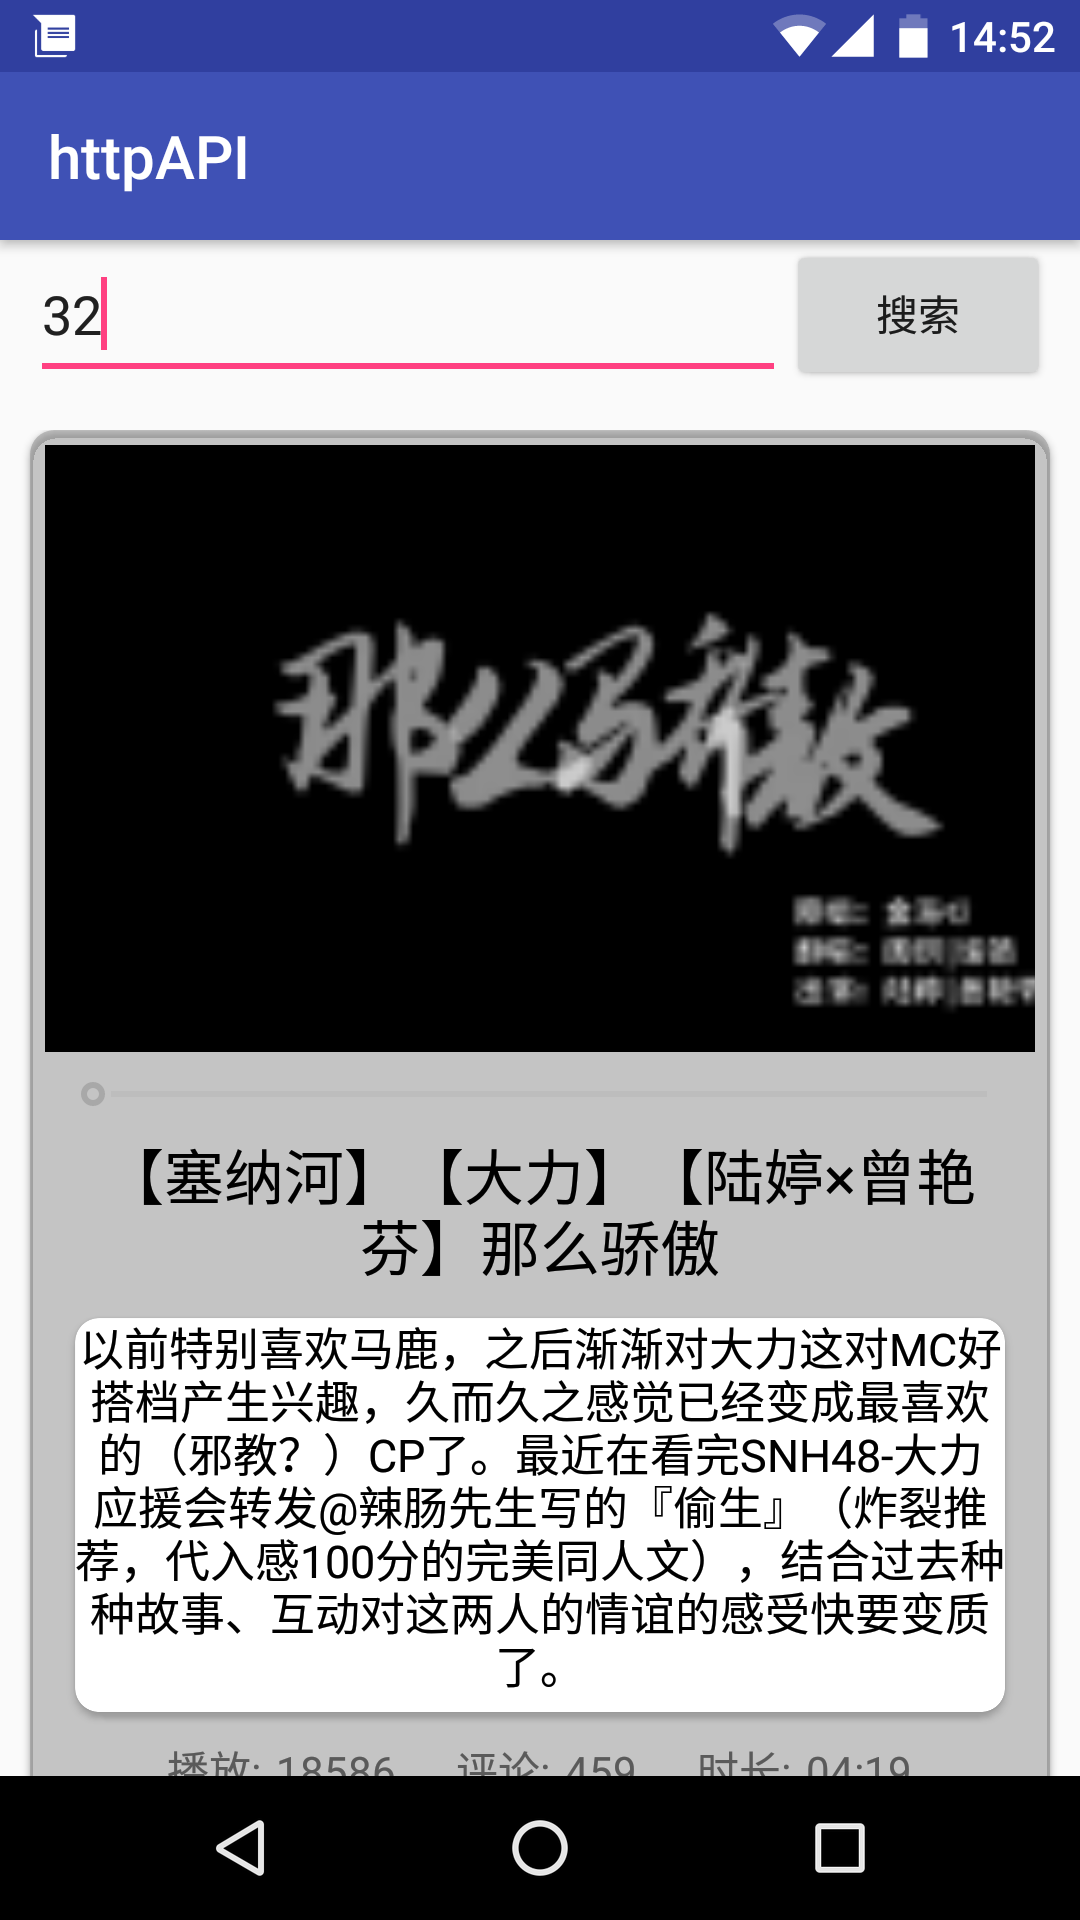 14:52
httpAPI
32
搜索
那么骄傲
【塞纳河】【大力】【陆婷×曾艳
芬】那么骄傲
以前特别喜欢马鹿，之后渐渐对大力这对MC好
搭档产生兴趣，久而久之感觉已经变成最喜欢
的（邪教？）CP了。最近在看完SNH48-大力
应援会转发@辣肠先生写的『偷生』（炸裂推
荐，代入感100分的完美同人文），结合过去种
种故事、互动对这两人的情谊的感受快要变质
了。
播放: 18586 评论: 459 时长: 04:19